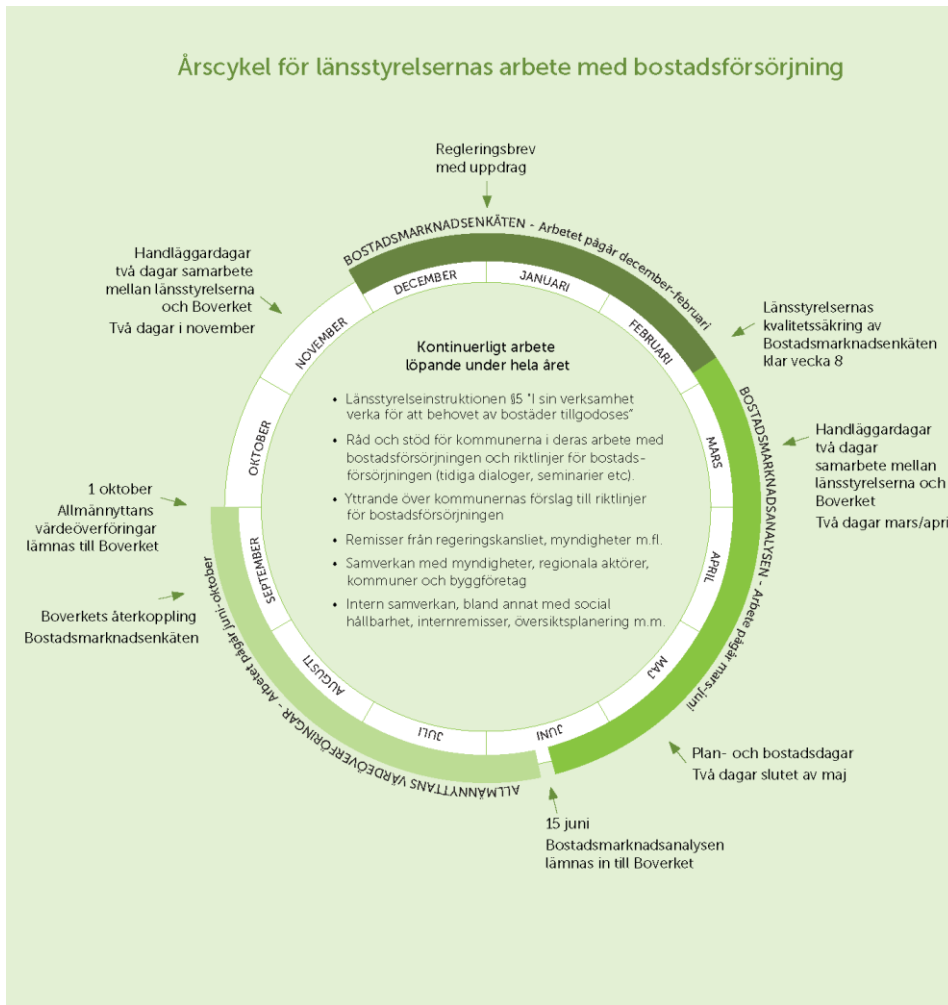 Årscykel för länsstyrelsernas arbete med bostadsförsörjning
Regleringsbrev
med uppdrag
BOSTADSMARKNADSENKÄTEN - Arbetet pågår december-februari
Handläggardagar
två dagar samarbete
mellan länsstyrelserna
och Boverket
Två dagar i november
Länsstyrelsernas
kvalitetssäkring av
Bostadsmarknadsenkäten
klar vecka 8
BOSTADSMARKNADSANALYSEN - Arbete pågår mars-juni
Handläggardagar
två dagar
samarbete mellan
länsstyrelserna och
Boverket
Två dagar mars/apri
Plan- och bostadsdagar
Två dagar slutet av maj
15 juni
Bostadsmarknadsanalysen
lämnas in till Boverket
ALLMÄNNYTTANS VÄRDEÖVERFÖRINGAR - Arbetet pågår juni-oktober
Boverkets återkoppling
Bostadsmarknadsenkäten
1 oktober
Allmännyttans
värdeöverföringar
lämnas till Boverket
JANUARI
FEBRUARI
MARS
APRIL
MAJ
JUNI
JULI
AUGUSTI
SEPTEMBER
OKTOBER
NOVEMBER
DECEMBER
Kontinuerligt arbete
löpande under hela året
• Länsstyrelseinstruktionen §5 "I sin verksamhet
verka för att behovet av bostäder tillgodoses"
• Råd och stöd för kommunerna i deras arbete med
bostadsförsörjningen och riktlinjer för bostads-
försörjningen (tidiga dialoger, seminarier etc).
• Yttrande över kommunernas förslag till riktlinjer
för bostadsförsörjningen
• Remisser från regeringskansliet, myndigheter m.fl.
• Samverkan med myndigheter, regionala aktörer,
kommuner och byggföretag
• Intern samverkan, bland annat med social
hållbarhet, internremisser, översiktsplanering m.m.